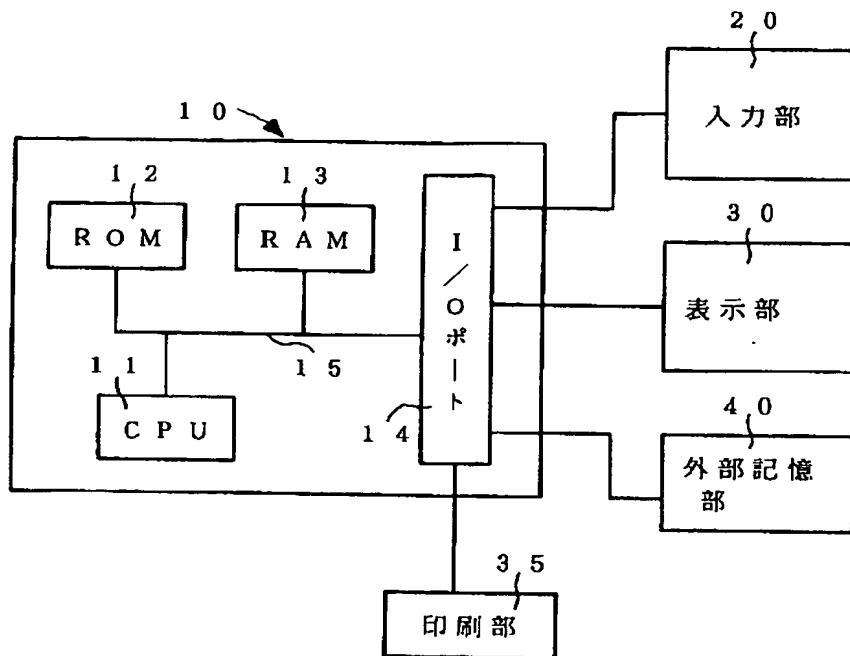 ２０
入力部
１０
１２
１３
ROM
RAM
I／Oポート
３０
表示部
１５
１１
CPU
１４
４０
外部記憶
部
３５
印刷部